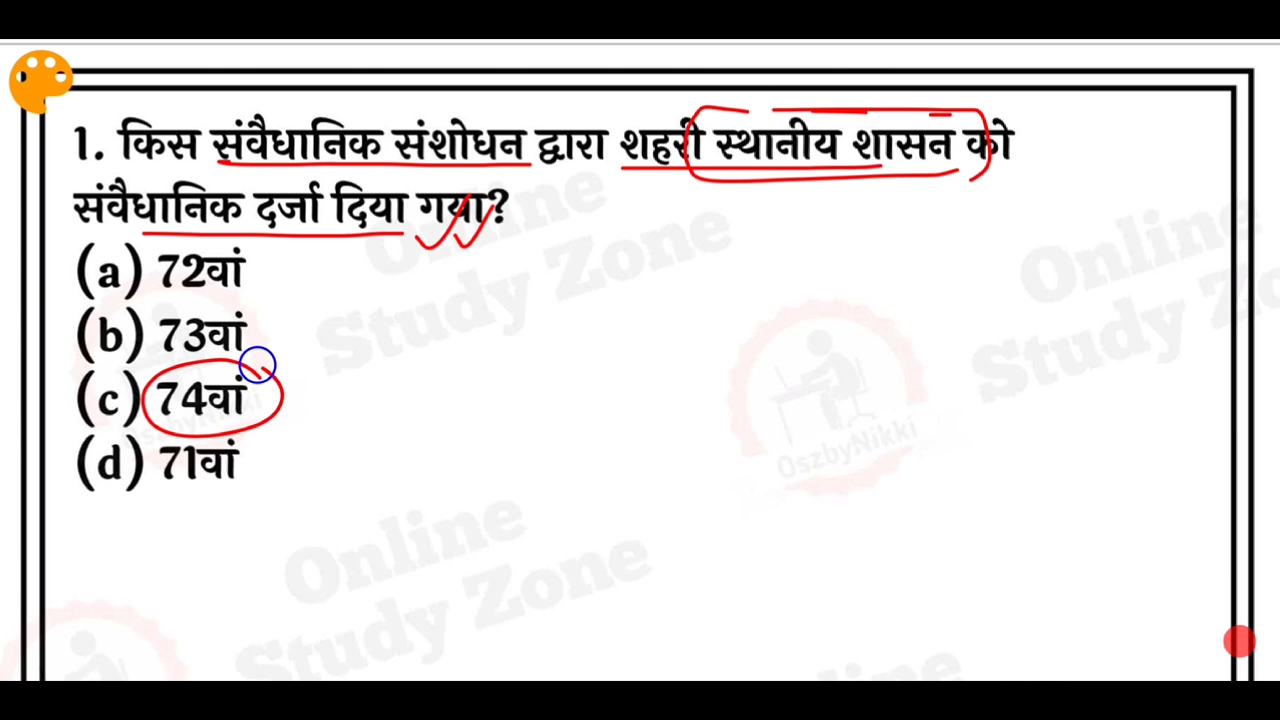 1. किस संवैधानिक संशोधन द्वारा शहरी स्थानीय शासन को
संवैधानिक दर्जा दिया गया?
(a) 72वां
(b) 73वां
(c) 74वां
(d) 71वां
Online
Study Zone
OszbyNikki
Online
Study Zo
Online
Study Zone